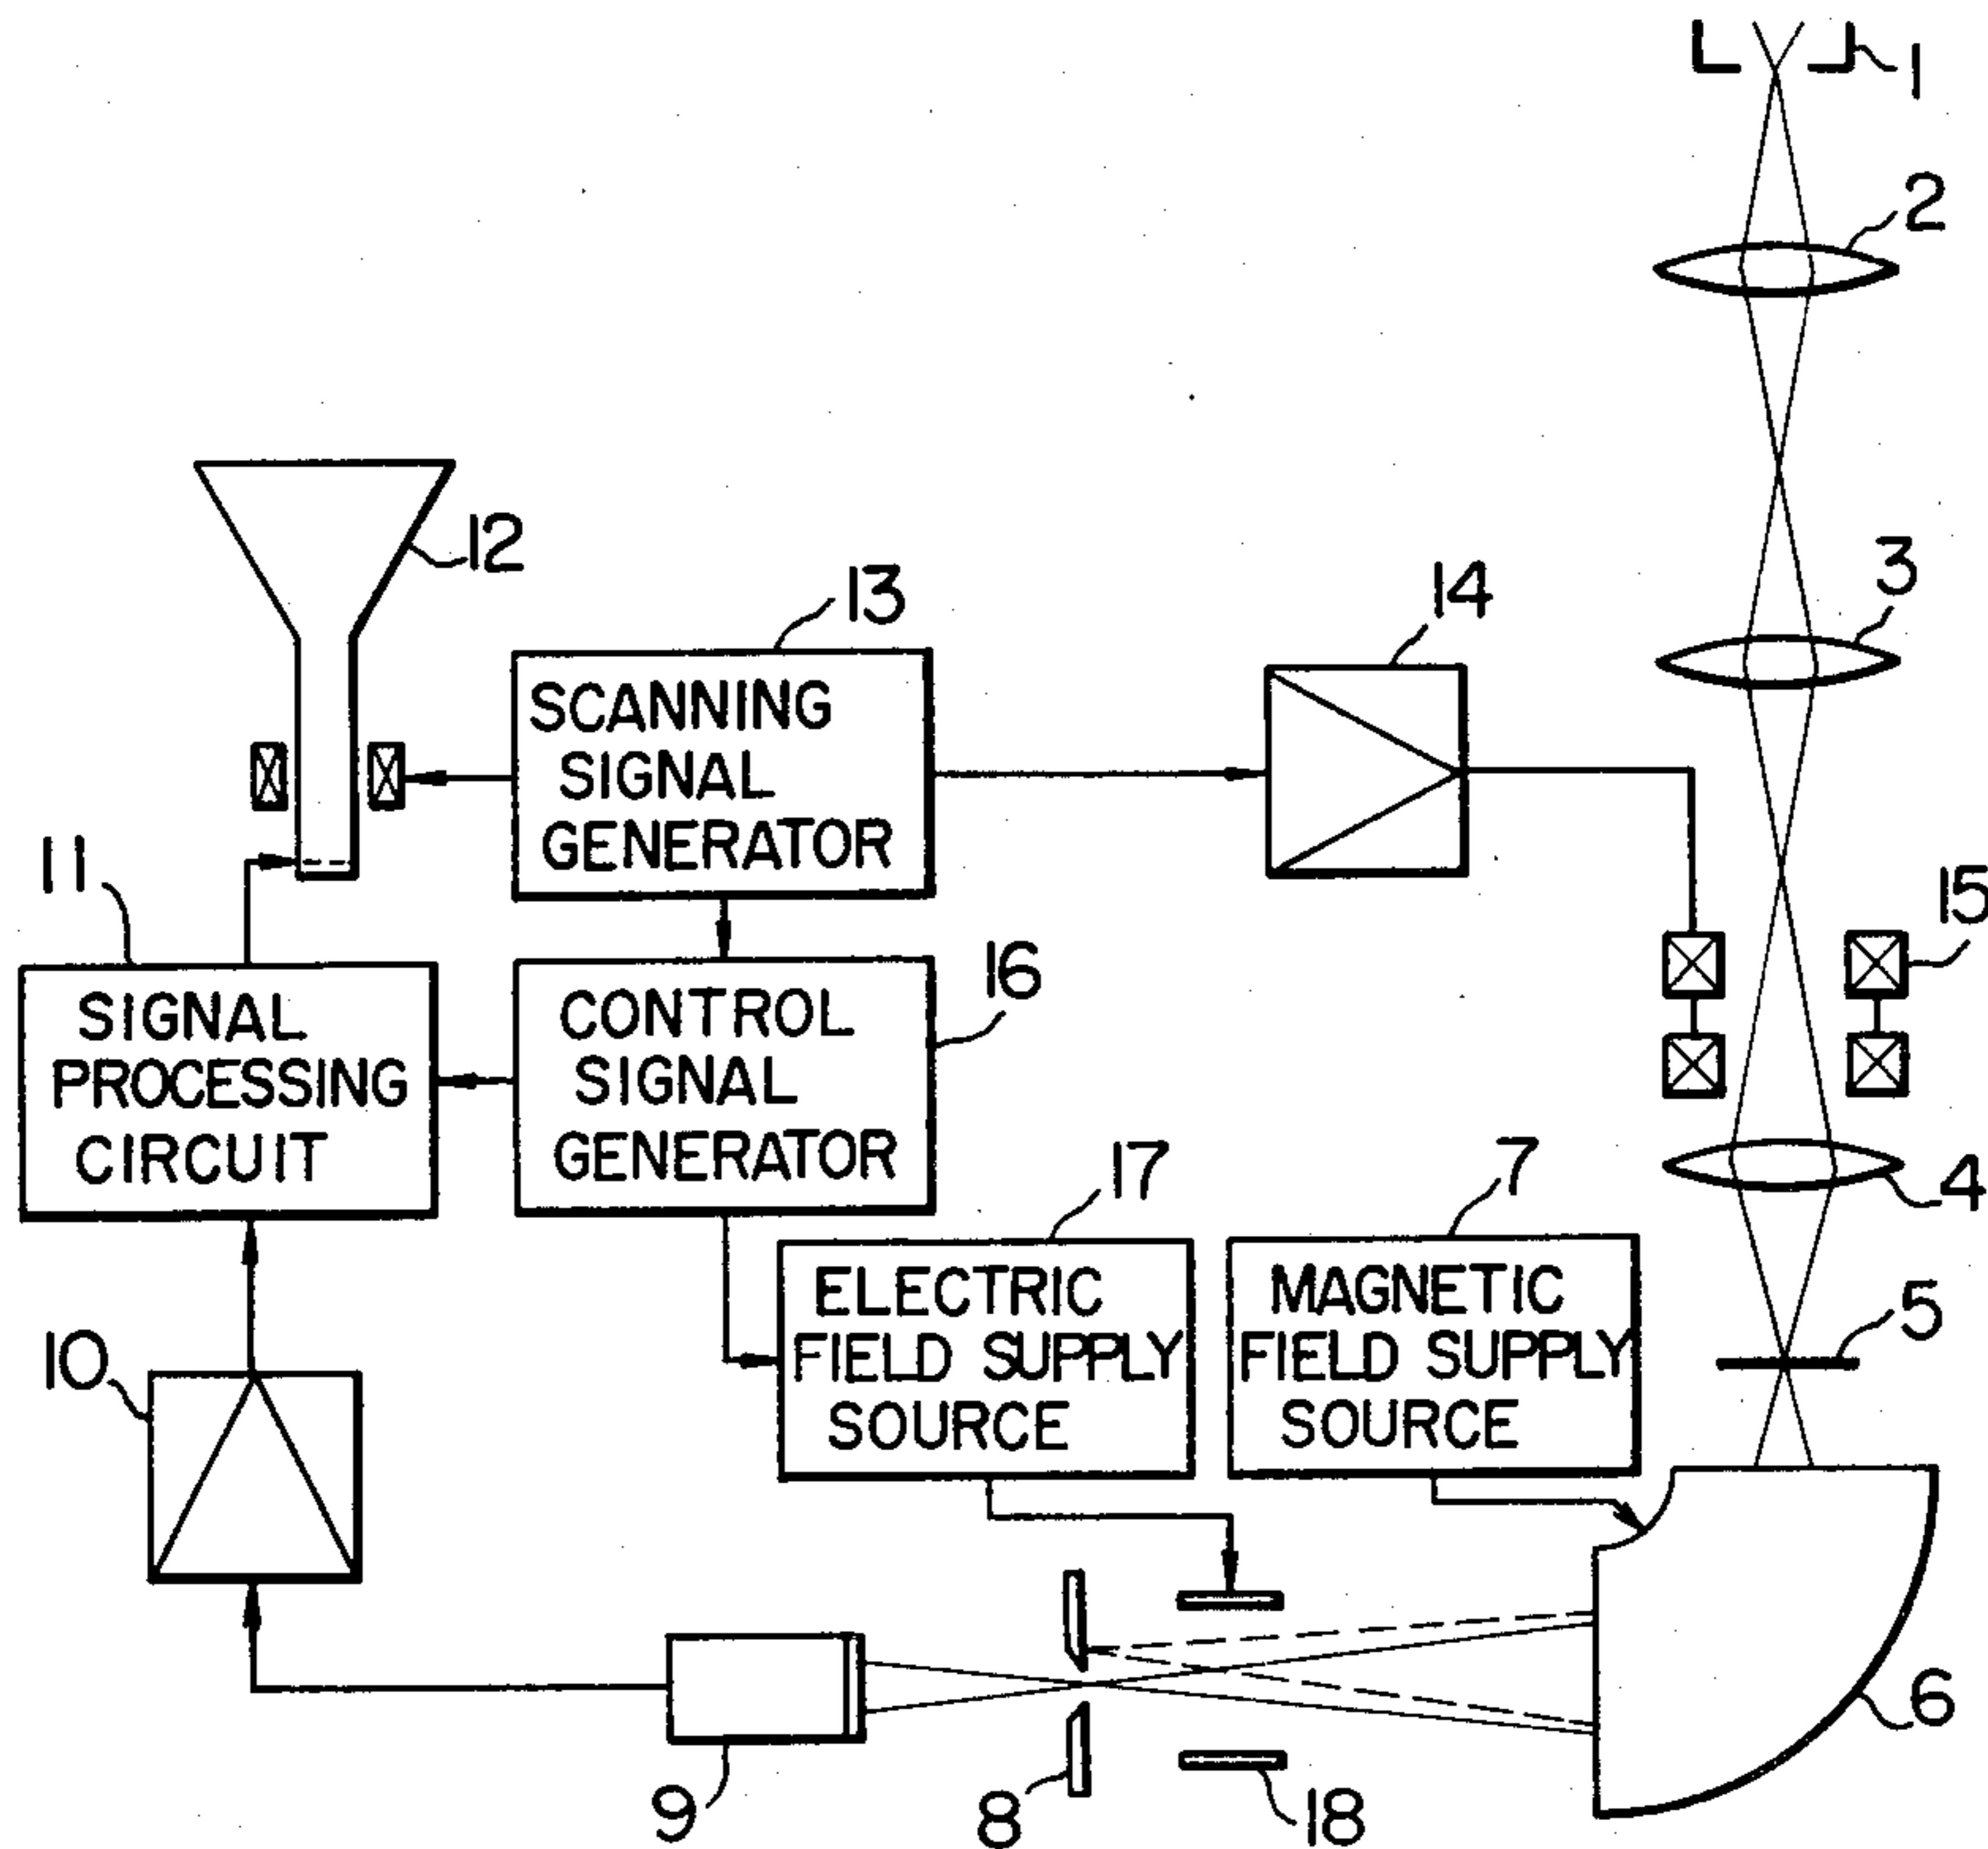 1
2
12
13
14
3
SCANNING
SIGNAL
GENERATOR
11
15
16
SIGNAL
PROCESSING
CIRCUIT
CONTROL
SIGNAL
GENERATOR
17
7
4
ELECTRIC
FIELD SUPPLY
SOURCE
MAGNETIC
FIELD SUPPLY
SOURCE
5
10
6
9
8
18